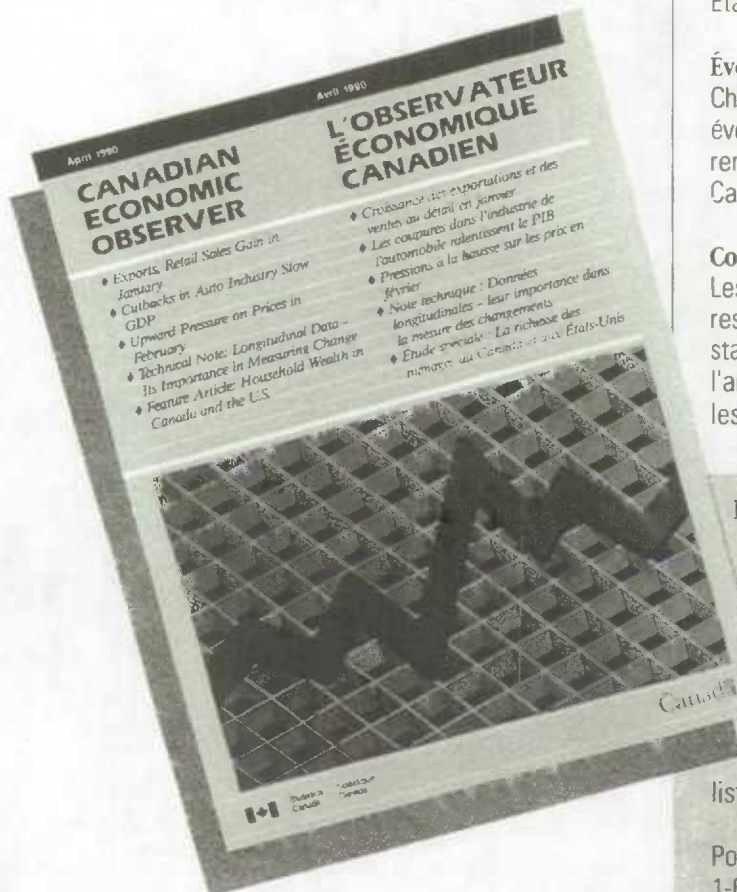 April 1990
Avril 1990
CANADIAN
ECONOMIC
OBSERVER
L'OBSERVATEUR
ÉCONOMIQUE
CANADIEN
♦ Exports, Retail Sales Gain in
January
♦ Cutbacks in Auto Industry Slow
GDP
♦ Upward Pressure on Prices in
February
♦ Technical Note: Longitudinal Data –
Its Importance in Measuring Change
♦ Feature Article: Household Wealth in
Canada and the U.S.
♦ Croissance des exportations et des
ventes au détail en janvier
♦ Les coupures dans l'industrie de
l'automobile ralentissent le PIB
♦ Pressions à la hausse sur les prix en
février
♦ Note technique : Données
longitudinales – leur importance dans
la mesure des changements
♦ Étude spéciale : La richesse des
ménages au Canada et aux États-Unis
Statistics Statistique
Canada Canada
Éta
Év
Ch
éve
ren
Ca
Co
Les
res
sta
l'a
les
list
Po